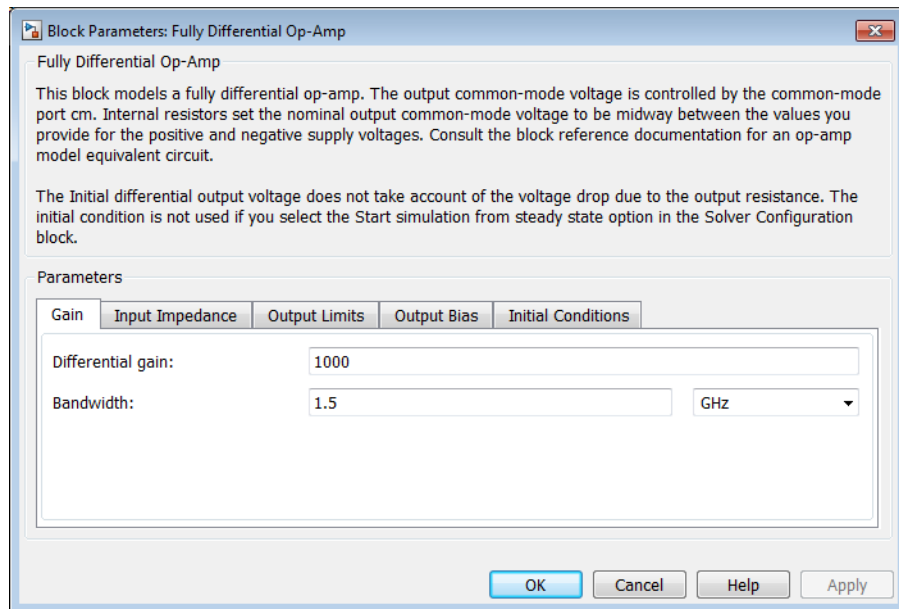 Block Parameters: Fully Differential Op-Amp
Fully Differential Op-Amp
This block models a fully differential op-amp. The output common-mode voltage is controlled by the common-mode
port cm. Internal resistors set the nominal output common-mode voltage to be midway between the values you
provide for the positive and negative supply voltages. Consult the block reference documentation for an op-amp
model equivalent circuit.
The Initial differential output voltage does not take account of the voltage drop due to the output resistance. The
initial condition is not used if you select the Start simulation from steady state option in the Solver Configuration
block.
Parameters
Gain Input Impedance Output Limits Output Bias Initial Conditions
Differential gain: 1000
Bandwidth: 1.5 GHz
OK Cancel Help Apply